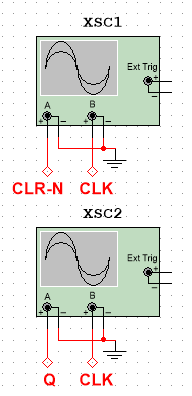 XSC1
Ext Trig
+
−
A
B
+ − + −
CLR-N CLK
XSC2
Ext Trig
+
−
A
B
+ − + −
Q CLK